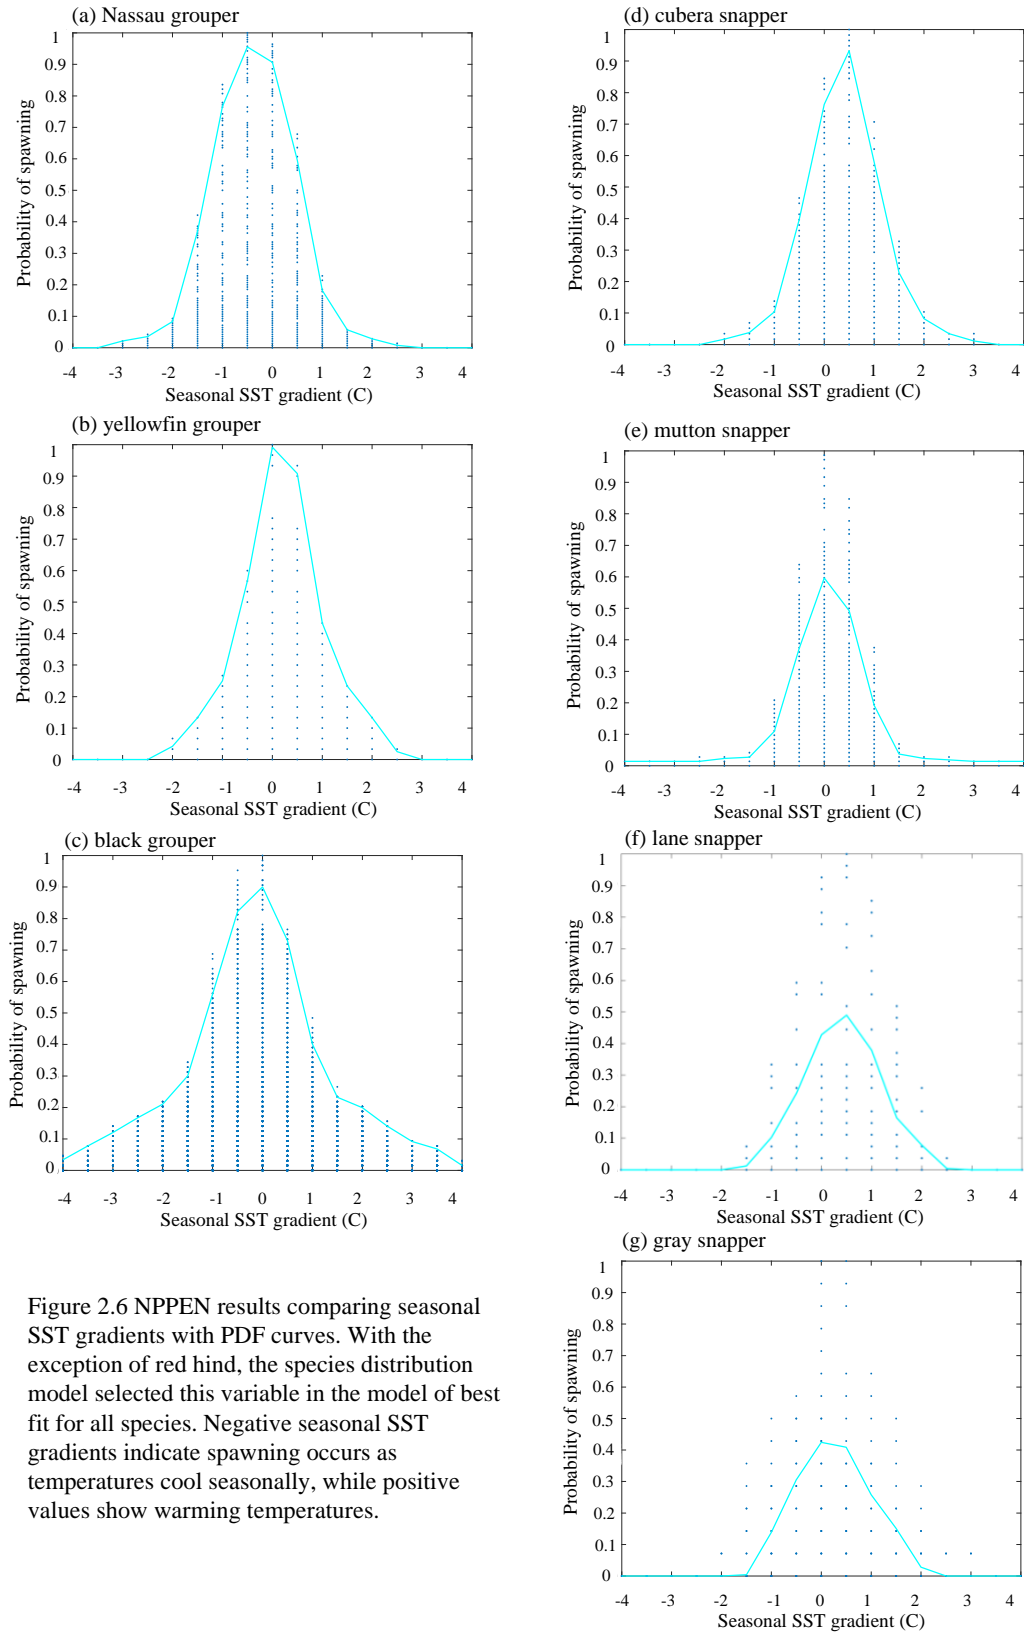 (a) Nassau grouper
1
0.9
0.8
0.7
0.6
0.5
0.4
0.3
0.2
0.1
0
Probability of spawning
-4 -3 -2 -1 0 1 2 3 4
Seasonal SST gradient (C)
(b) yellowfin grouper
1
0.9
0.8
0.7
0.6
0.5
0.4
0.3
0.2
0.1
0
Probability of spawning
-4 -3 -2 -1 0 1 2 3 4
Seasonal SST gradient (C)
(c) black grouper
1
0.9
0.8
0.7
0.6
0.5
0.4
0.3
0.2
0.1
0
Probability of spawning
-4 -3 -2 -1 0 1 2 3 4
Seasonal SST gradient (C)
Figure 2.6 NPPEN results comparing seasonal
SST gradients with PDF curves. With the
exception of red hind, the species distribution
model selected this variable in the model of best
fit for all species. Negative seasonal SST
gradients indicate spawning occurs as
temperatures cool seasonally, while positive
values show warming temperatures.
(d) cubera snapper
1
0.9
0.8
0.7
0.6
0.5
0.4
0.3
0.2
0.1
0
Probability of spawning
-4 -3 -2 -1 0 1 2 3 4
Seasonal SST gradient (C)
(e) mutton snapper
1
0.9
0.8
0.7
0.6
0.5
0.4
0.3
0.2
0.1
0
Probability of spawning
-4 -3 -2 -1 0 1 2 3 4
Seasonal SST gradient (C)
(f) lane snapper
1
0.9
0.8
0.7
0.6
0.5
0.4
0.3
0.2
0.1
0
Probability of spawning
-4 -3 -2 -1 0 1 2 3 4
Seasonal SST gradient (C)
(g) gray snapper
1
0.9
0.8
0.7
0.6
0.5
0.4
0.3
0.2
0.1
0
Probability of spawning
-4 -3 -2 -1 0 1 2 3 4
Seasonal SST gradient (C)